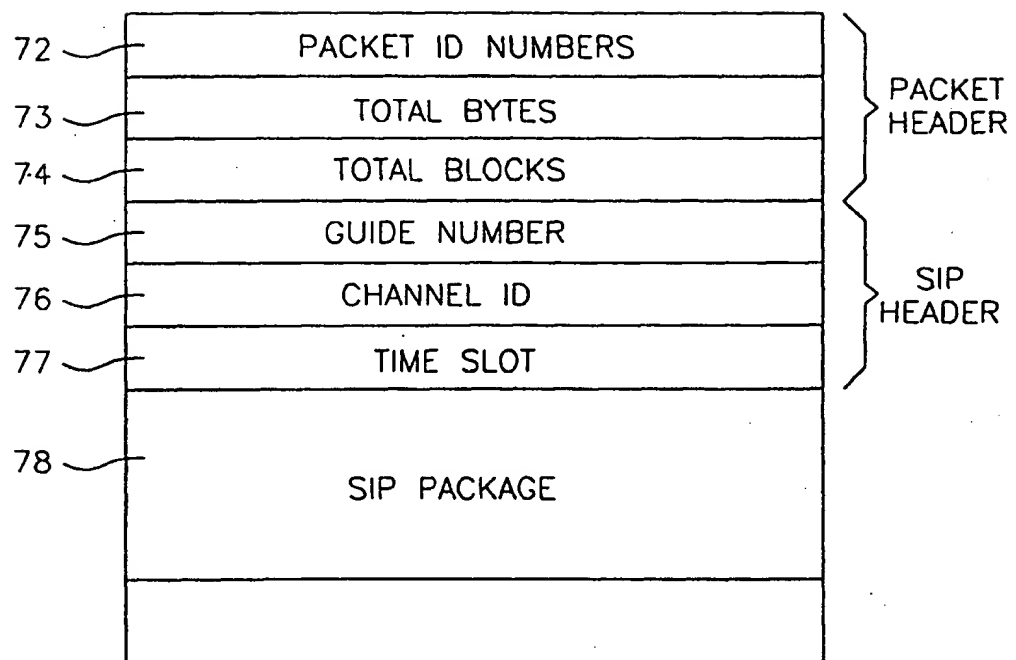 72 PACKET ID NUMBERS
73 TOTAL BYTES
74 TOTAL BLOCKS
PACKET
HEADER
75 GUIDE NUMBER
76 CHANNEL ID
77 TIME SLOT
SIP
HEADER
78 SIP PACKAGE